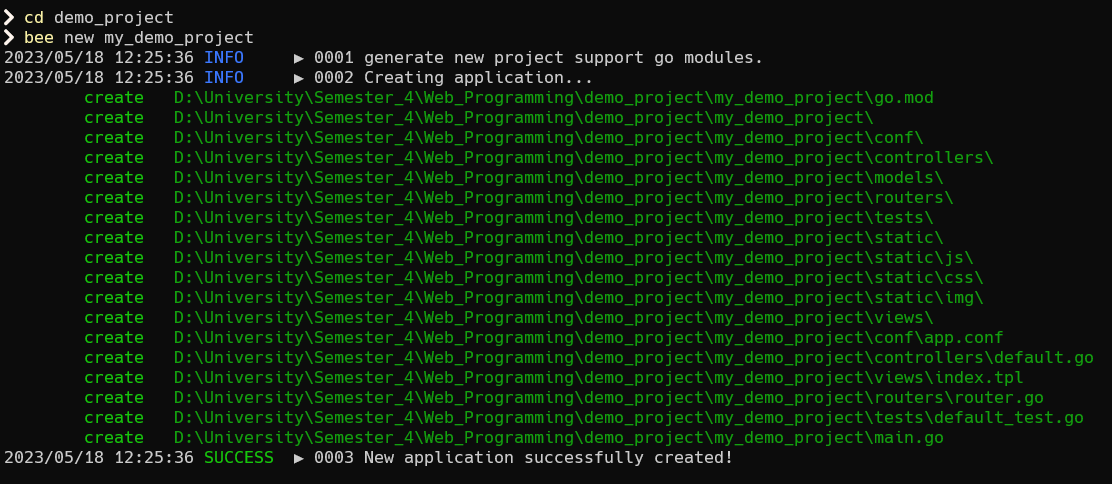 ❯ cd demo_project
❯ bee new my_demo_project
2023/05/18 12:25:36 INFO     ▶ 0001 generate new project support go modules.
2023/05/18 12:25:36 INFO     ▶ 0002 Creating application...
        create   D:\University\Semester_4\Web_Programming\demo_project\my_demo_project\go.mod
        create   D:\University\Semester_4\Web_Programming\demo_project\my_demo_project\
        create   D:\University\Semester_4\Web_Programming\demo_project\my_demo_project\conf\
        create   D:\University\Semester_4\Web_Programming\demo_project\my_demo_project\controllers\
        create   D:\University\Semester_4\Web_Programming\demo_project\my_demo_project\models\
        create   D:\University\Semester_4\Web_Programming\demo_project\my_demo_project\routers\
        create   D:\University\Semester_4\Web_Programming\demo_project\my_demo_project\tests\
        create   D:\University\Semester_4\Web_Programming\demo_project\my_demo_project\static\
        create   D:\University\Semester_4\Web_Programming\demo_project\my_demo_project\static\js\
        create   D:\University\Semester_4\Web_Programming\demo_project\my_demo_project\static\css\
        create   D:\University\Semester_4\Web_Programming\demo_project\my_demo_project\static\img\
        create   D:\University\Semester_4\Web_Programming\demo_project\my_demo_project\views\
        create   D:\University\Semester_4\Web_Programming\demo_project\my_demo_project\conf\app.conf
        create   D:\University\Semester_4\Web_Programming\demo_project\my_demo_project\controllers\default.go
        create   D:\University\Semester_4\Web_Programming\demo_project\my_demo_project\views\index.tpl
        create   D:\University\Semester_4\Web_Programming\demo_project\my_demo_project\routers\router.go
        create   D:\University\Semester_4\Web_Programming\demo_project\my_demo_project\tests\default_test.go
        create   D:\University\Semester_4\Web_Programming\demo_project\my_demo_project\main.go
2023/05/18 12:25:36 SUCCESS  ▶ 0003 New application successfully created!